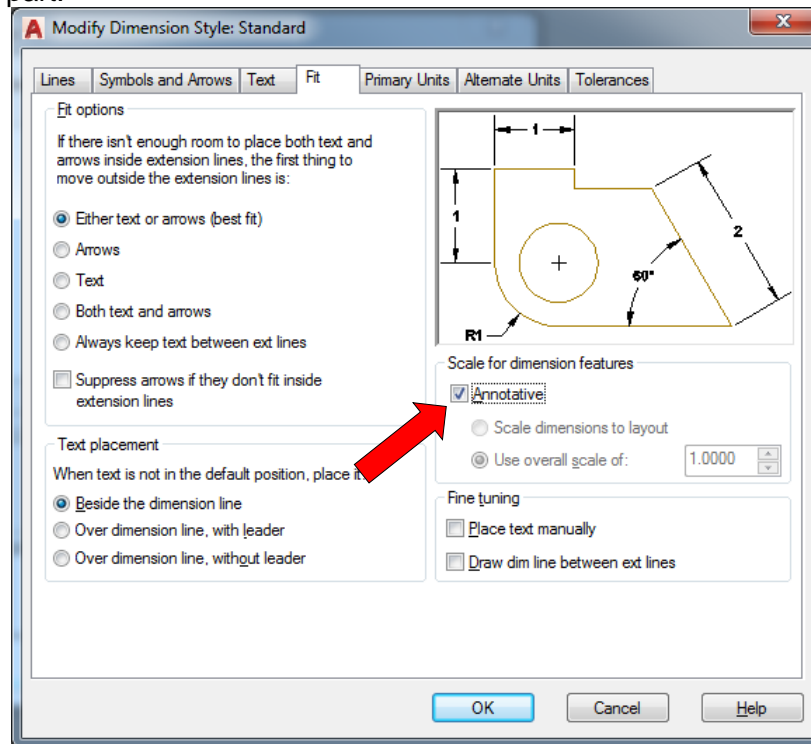 part.
Modify Dimension Style: Standard
Lines Symbols and Arrows Text Fit Primary Units Alternate Units Tolerances
Fit options
If there isn't enough room to place both text and
arrows inside extension lines, the first thing to
move outside the extension lines is:
Either text or arrows (best fit)
Arrows
Text
Both text and arrows
Always keep text between ext lines
Suppress arrows if they don't fit inside
extension lines
Text placement
When text is not in the default position, place it
Beside the dimension line
Over dimension line, with leader
Over dimension line, without leader
1
1
2
60°
R1
Scale for dimension features
Annotative
Scale dimensions to layout
Use overall scale of: 1.0000
Fine tuning
Place text manually
Draw dim line between ext lines
OK Cancel Help